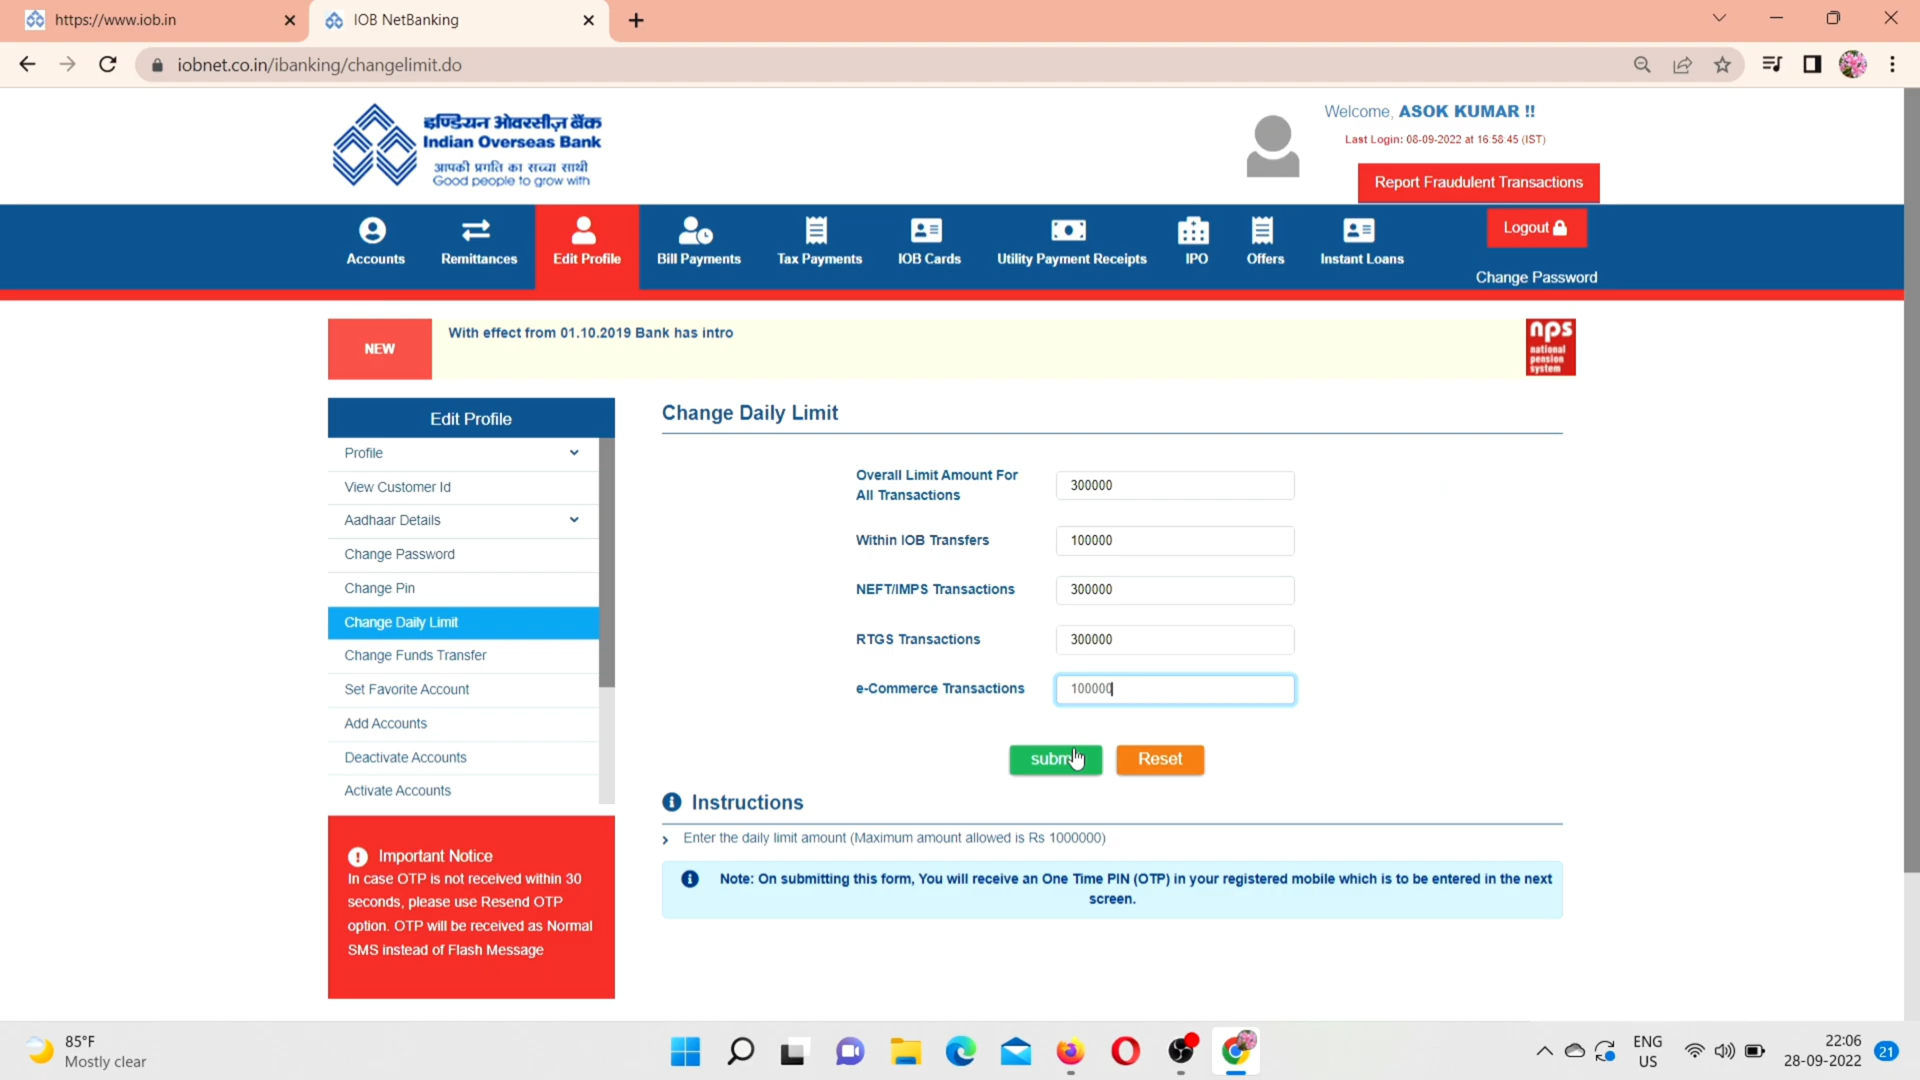 https://www.iob.in
IOB NetBanking
iobnet.co.in/ibanking/changelimit.do
इण्डियन ओवरसीज़ बैंक
Indian Overseas Bank
आपकी प्रगति का सच्चा साथी
Good people to grow with
Welcome, ASOK KUMAR !!
Last Login: 08-09-2022 at 16:58:45 (IST)
Report Fraudulent Transactions
Accounts
Remittances
Edit Profile
Bill Payments
Tax Payments
IOB Cards
Utility Payment Receipts
IPO
Offers
Instant Loans
Logout
Change Password
NEW
With effect from 01.10.2019 Bank has intro
nps
national
pension
system
Edit Profile
Profile
View Customer Id
Aadhaar Details
Change Password
Change Pin
Change Daily Limit
Change Funds Transfer
Set Favorite Account
Add Accounts
Deactivate Accounts
Activate Accounts
Important Notice
In case OTP is not received within 30
seconds, please use Resend OTP
option. OTP will be received as Normal
SMS instead of Flash Message
Change Daily Limit
Overall Limit Amount For
All Transactions
300000
Within IOB Transfers
100000
NEFT/IMPS Transactions
300000
RTGS Transactions
300000
e-Commerce Transactions
100000
Reset
Instructions
Enter the daily limit amount (Maximum amount allowed is Rs 1000000)
Note: On submitting this form, You will receive an One Time PIN (OTP) in your registered mobile which is to be entered in the next
screen.
85°F
Mostly clear
ENG
US
22:06
28-09-2022
21